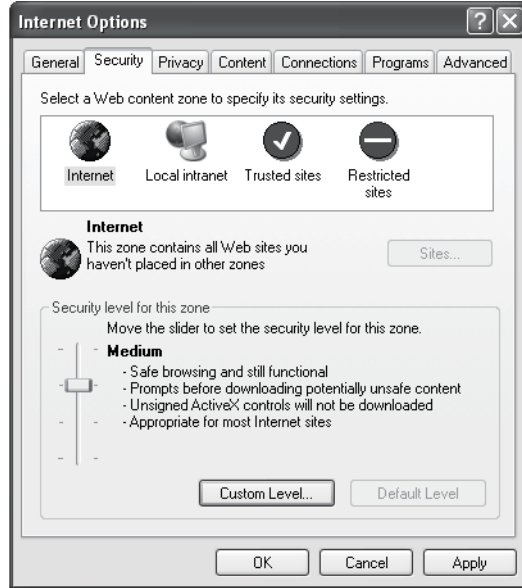 Internet Options
General Security Privacy Content Connections Programs Advanced
Select a Web content zone to specify its security settings.
Internet Local intranet Trusted sites Restricted sites
Internet
This zone contains all Web sites you
haven't placed in other zones
Sites...
Security level for this zone
Move the slider to set the security level for this zone.
Medium
- Safe browsing and still functional
- Prompts before downloading potentially unsafe content
- Unsigned ActiveX controls will not be downloaded
- Appropriate for most Internet sites
Custom Level... Default Level
OK Cancel Apply